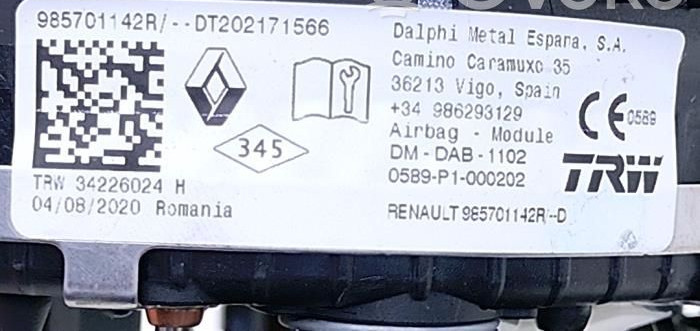 985701142R/--DT202171566
345
TRW 34226024 H
04/08/2020 Romania
Dalphi Metal Espana, S.A.
Camino Caramuxo 35
36213 Vigo, Spain
+34 986293129
Airbag - Module
DM-DAB-1102
0589-P1-000202
RENAULT 985701142R/--D
CE 0589
TRW